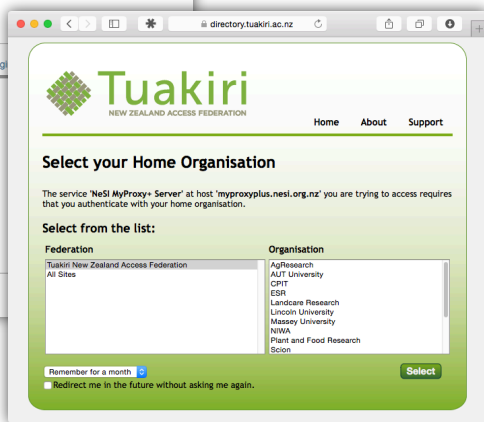 directory.tuakiri.ac.nz
Tuakiri
NEW ZEALAND ACCESS FEDERATION
Home About Support
Select your Home Organisation
The service 'NeSI MyProxy+ Server' at host 'myproxyplus.nesi.org.nz' you are trying to access requires
that you authenticate with your home organisation.
Select from the list:
Federation
Tuakiri New Zealand Access Federation
All Sites
Organisation
AgResearch
AUT University
CPIT
ESR
Landcare Research
Lincoln University
Massey University
NIWA
Plant and Food Research
Scion
Remember for a month
Select
Redirect me in the future without asking me again.